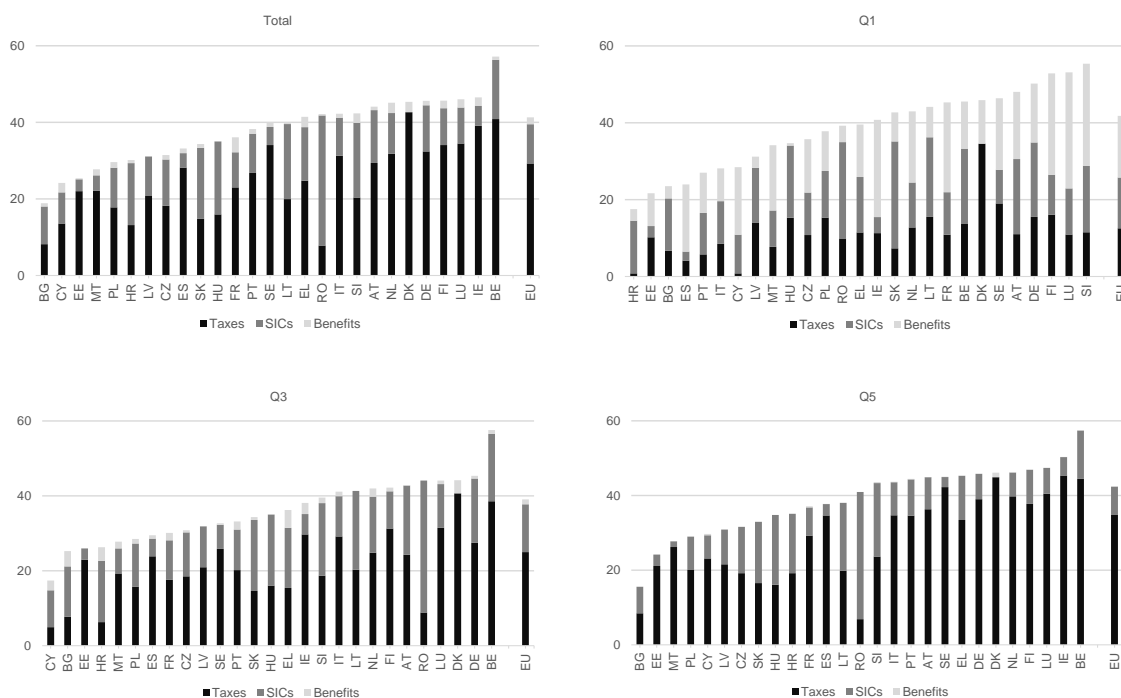 Total
60
40
20
0
BG CY EE MT PL HR LV CZ ES SK HU FR PT SE LT EL RO IT SI AT NL DK DE FI LU IE BE EU
Taxes SICs Benefits
Q1
60
40
20
0
HR EE BG ES PT IT CY LV MT HU CZ PL RO EL IE SK NL LT FR BE DK SE AT DE FI LU SI EU
Taxes SICs Benefits
Q3
60
40
20
0
CY BG EE HR MT PL ES FR CZ LV SE PT SK HU EL IE SI IT LT NL FI AT RO LU DK DE BE EU
Taxes SICs Benefits
Q5
60
40
20
0
BG EE MT PL CY LV CZ SK HU HR FR ES LT RO SI IT PT AT SE EL DE DK NL FI LU IE BE EU
Taxes SICs Benefits